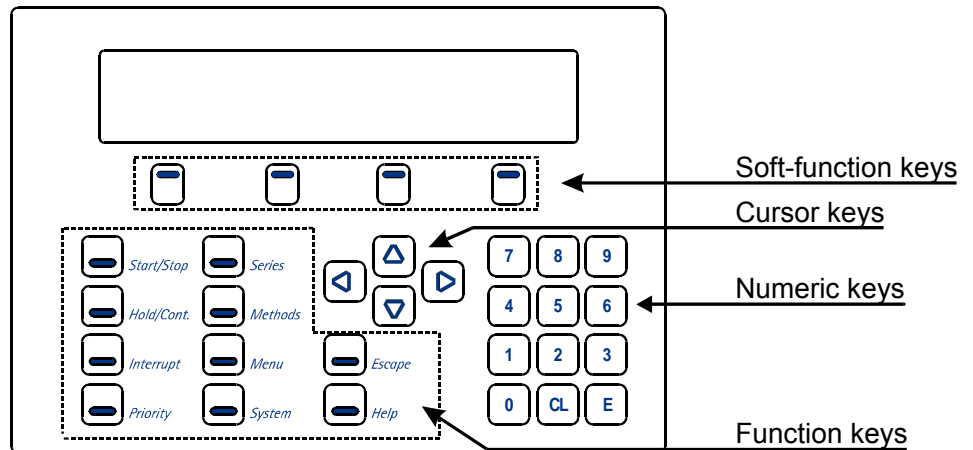 Soft-function keys
Cursor keys
Start/Stop Series 7 8 9
Hold/Cont. Methods 4 5 6
Numeric keys
Interrupt Menu Escape 1 2 3
Priority System Help 0 CL E
Function keys